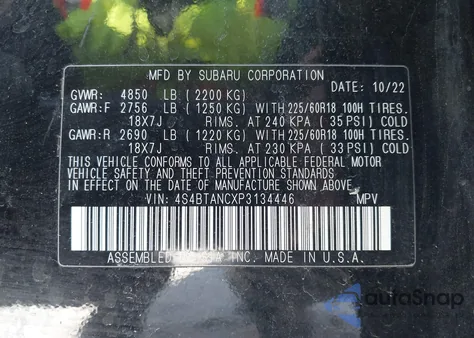 MFD BY SUBARU CORPORATION
DATE: 10/22
GVWR: 4850 LB (2200 KG)
GAWR:F 2756 LB (1250 KG) WITH 225/60R18 100H TIRES.
18X7J RIMS. AT 240 KPA (35 PSI) COLD
GAWR:R 2690 LB (1220 KG) WITH 225/60R18 100H TIRES.
18X7J RIMS. AT 230 KPA (33 PSI) COLD
THIS VEHICLE CONFORMS TO ALL APPLICABLE FEDERAL MOTOR
VEHICLE SAFETY AND THEFT PREVENTION STANDARDS
IN EFFECT ON THE DATE OF MANUFACTURE SHOWN ABOVE.
VIN: 4S4BTANCXP3134446 MPV
ASSEMBLED MADE IN U.S.A.
autoSnap